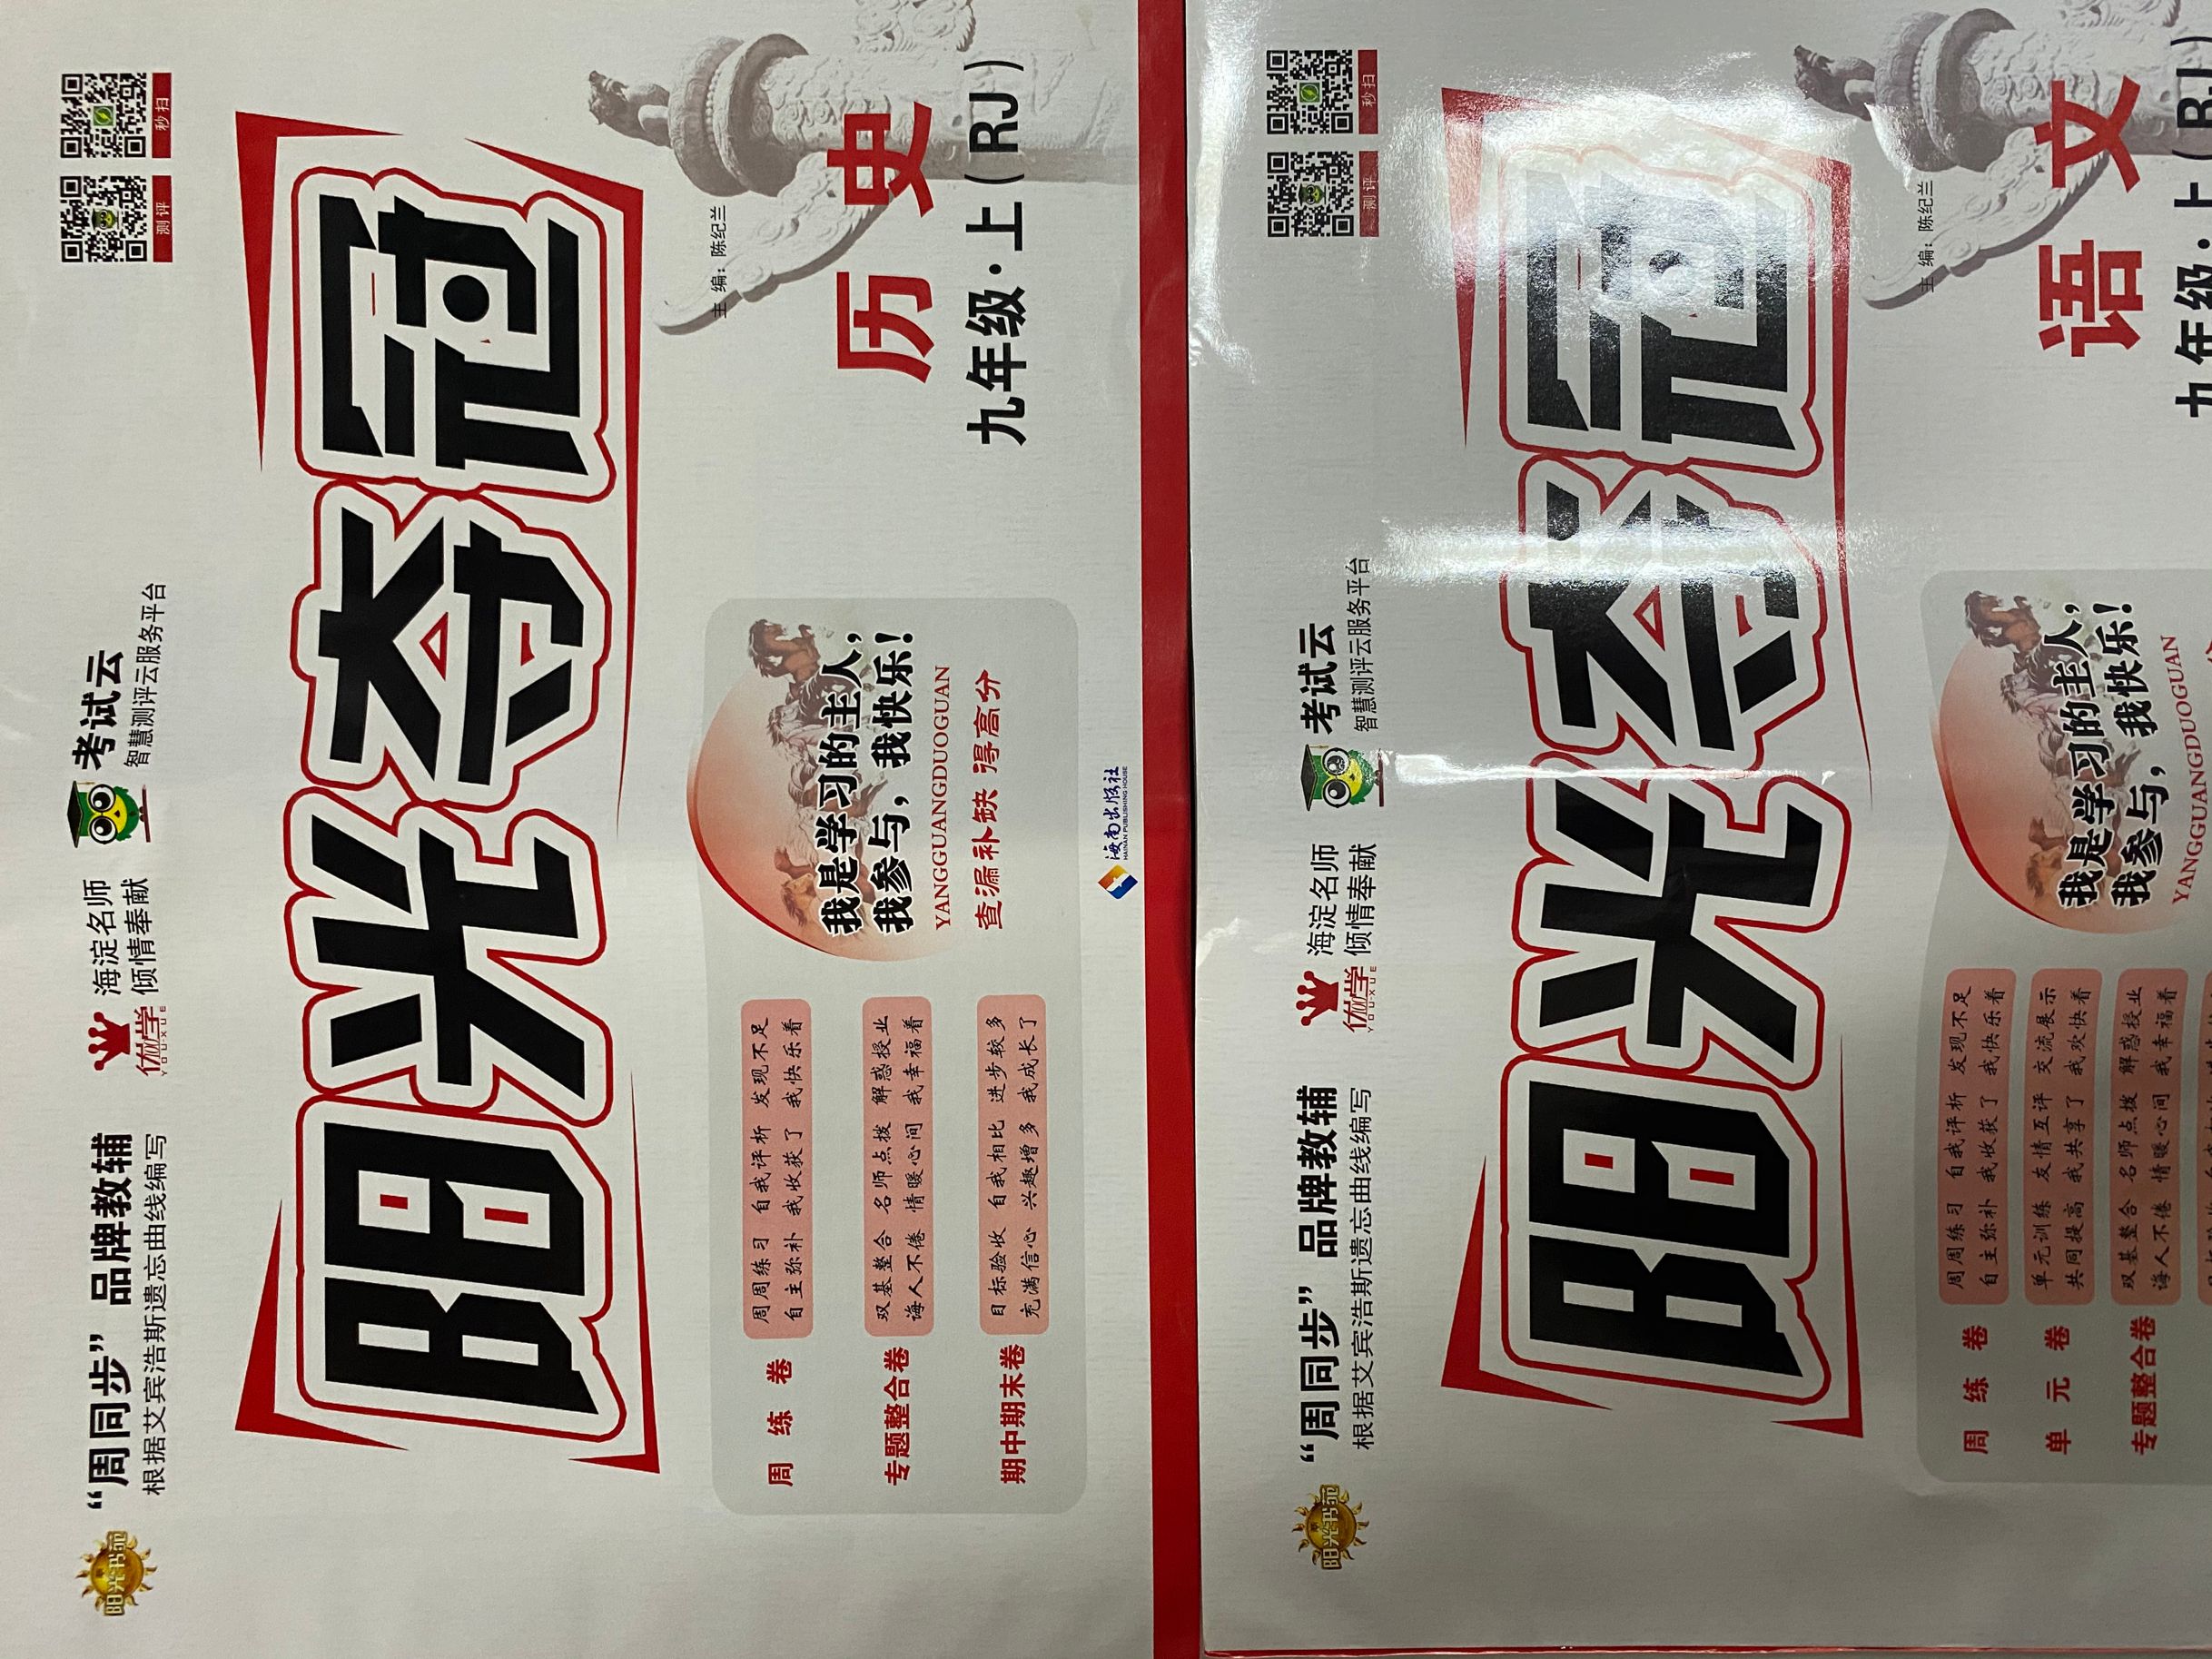 阳光书苑
“周同步”品牌教辅
根据艾宾浩斯遗忘曲线编写
优学
YOUXUE
海淀名师
倾情奉献
考试云
智慧测评云服务平台
测评
秒扫
阳光夺冠
主编：陈纪兰
历史
九年级·上(RJ)
我是学习的主人，
我参与，我快乐！
YANGGUANGDUOGUAN
查漏补缺 得高分
周练卷
周周练习 自我评析 发现不足
自主弥补 我收获了 我快乐着
专题整合卷
双基整合 名师点拨 解惑授业
诲人不倦 情暖心间 我幸福着
期中期末卷
目标验收 自我相比 进步较多
充满信心 兴趣增多 我成长了
海南出版社
HAINAN PUBLISHING HOUSE
阳光书苑
“周同步”品牌教辅
根据艾宾浩斯遗忘曲线编写
优学
YOUXUE
海淀名师
倾情奉献
考试云
智慧测评云服务平台
测评
秒扫
阳光夺冠
主编：陈纪兰
语文
九年级·上(RJ)
我是学习的主人，
我参与，我快乐！
YANGGUANGDUOGUAN
周练卷
周周练习 自我评析 发现不足
自主弥补 我收获了 我快乐着
单元卷
单元训练 友情互评 交流展示
共同提高 我共享了 我欢快着
专题整合卷
双基整合 名师点拨 解惑授业
诲人不倦 情暖心间 我幸福着